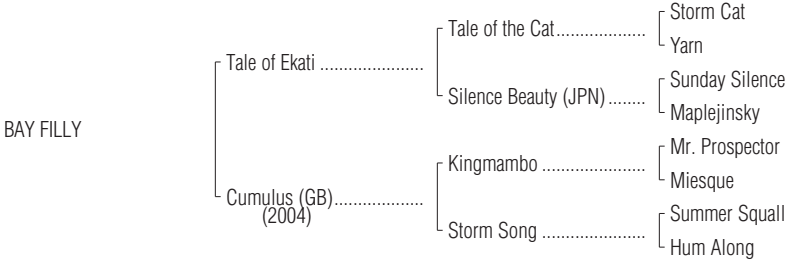 Storm Cat
Tale of the Cat...................
Yarn
Tale of Ekati ......................
Sunday Silence
Silence Beauty (JPN) ........
Maplejinsky
BAY FILLY
Mr. Prospector
Kingmambo ......................
Miesque
Cumulus (GB)...................
(2004)
Summer Squall
Storm Song ......................
Hum Along